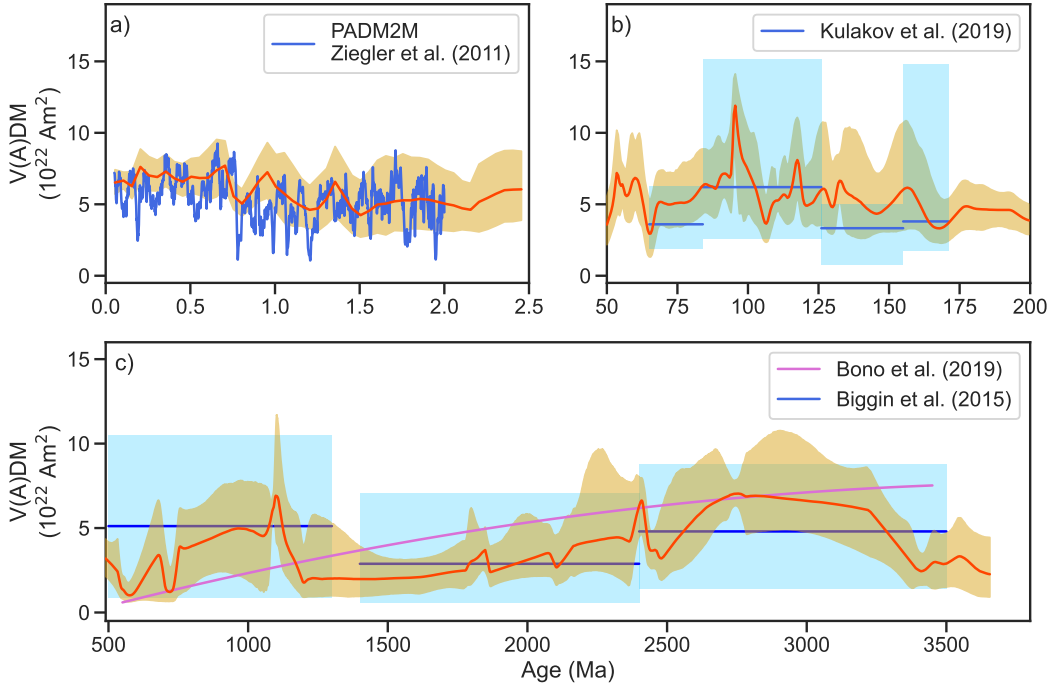 a)
PADM2M
Ziegler et al. (2011)
V(A)DM
(10²² Am²)
15
10
5
0
0.0 0.5 1.0 1.5 2.0 2.5
b)
Kulakov et al. (2019)
15
10
5
0
50 75 100 125 150 175 200
c)
Bono et al. (2019)
Biggin et al. (2015)
V(A)DM
(10²² Am²)
15
10
5
0
500 1000 1500 2000 2500 3000 3500
Age (Ma)